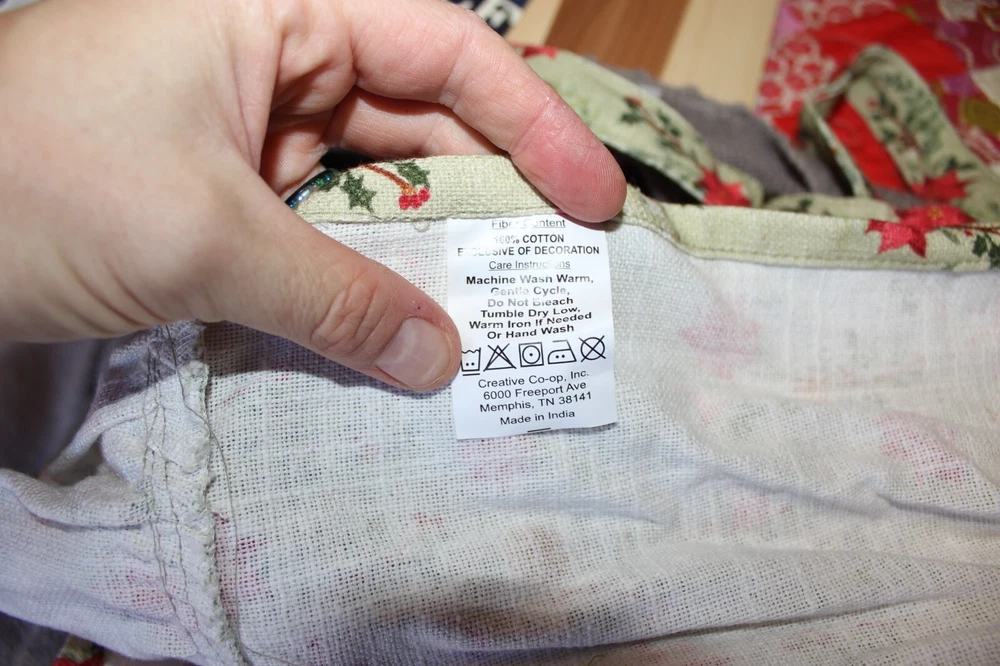 Fiber Content
100% COTTON
EXCLUSIVE OF DECORATION
Care Instructions
Machine Wash Warm,
Gentle Cycle,
Do Not Bleach
Tumble Dry Low,
Warm Iron If Needed
Or Hand Wash
Creative Co-op, Inc.
6000 Freeport Ave
Memphis, TN 38141
Made in India